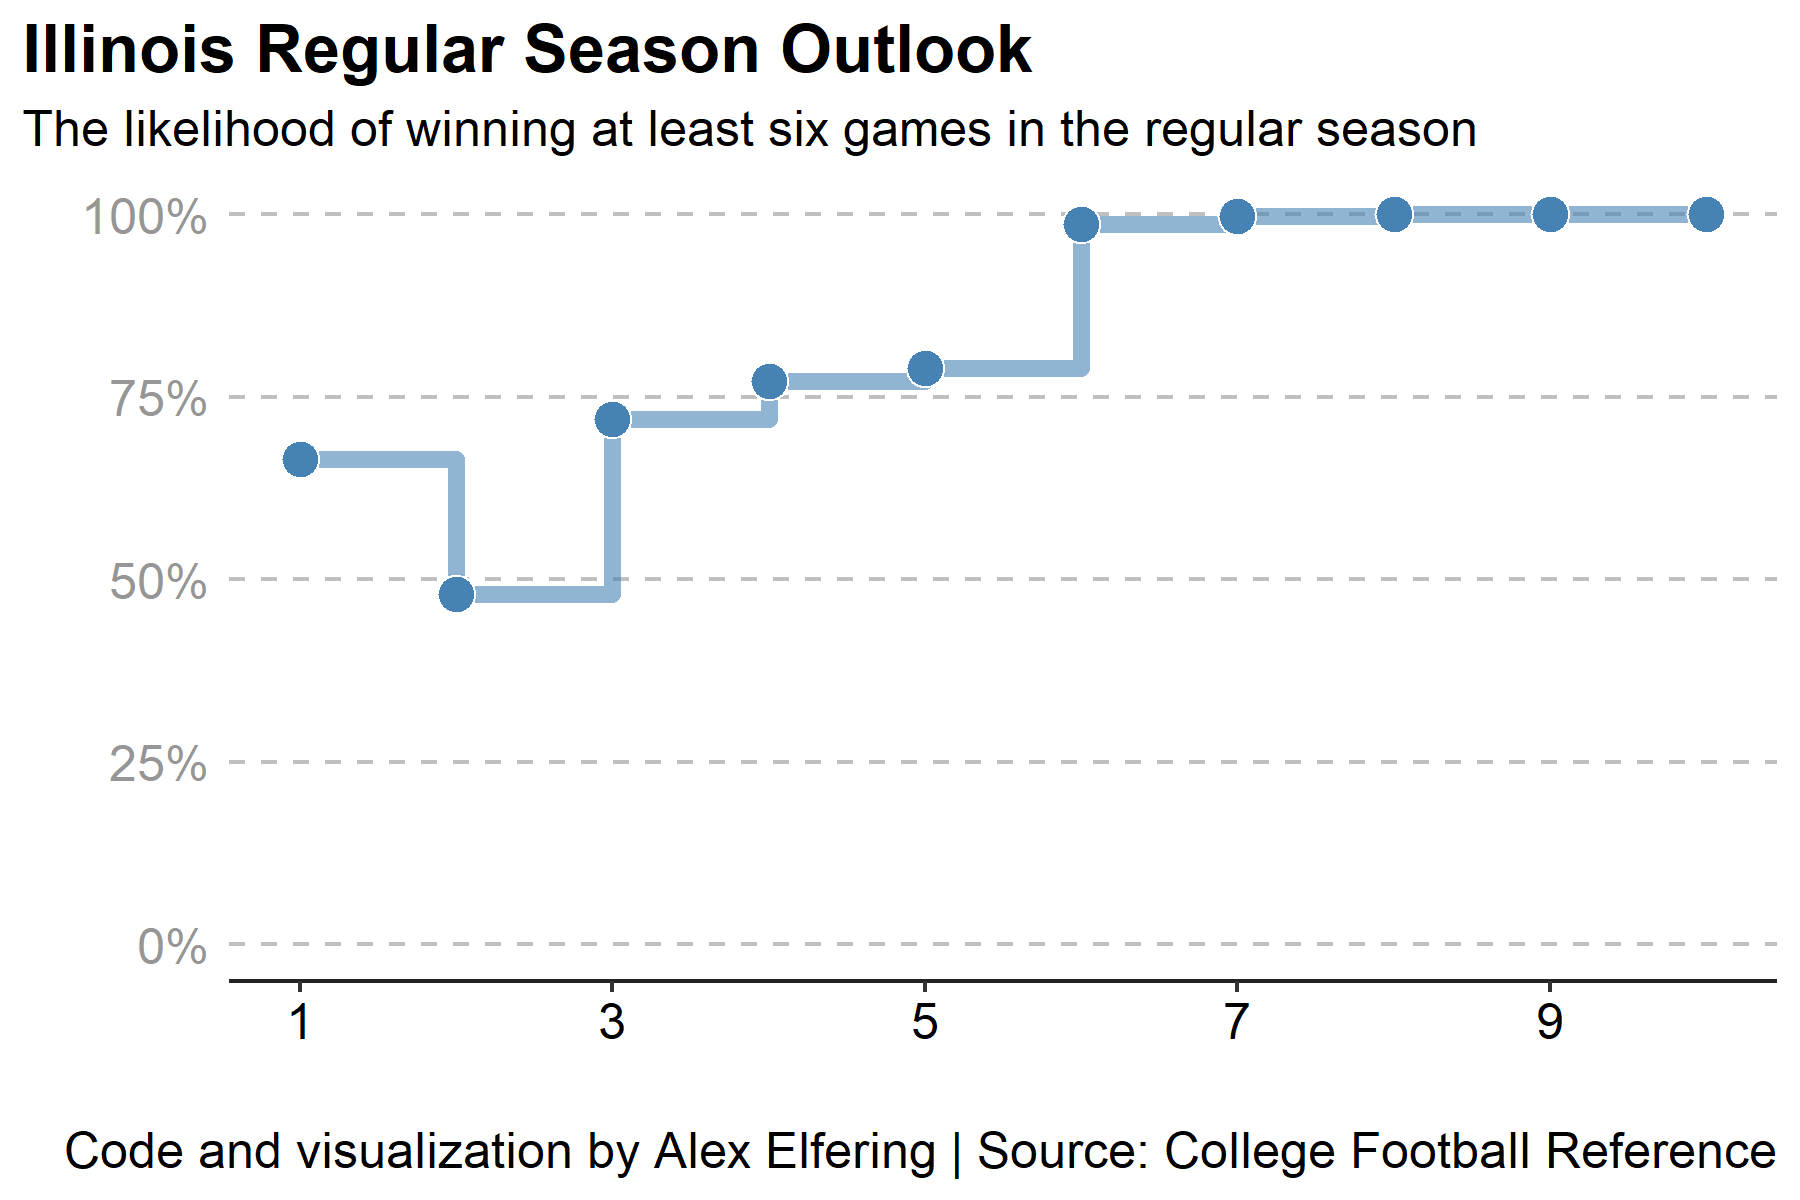 Illinois Regular Season Outlook
The likelihood of winning at least six games in the regular season
100%
75%
50%
25%
0%
1 3 5 7 9
Code and visualization by Alex Elfering | Source: College Football Reference